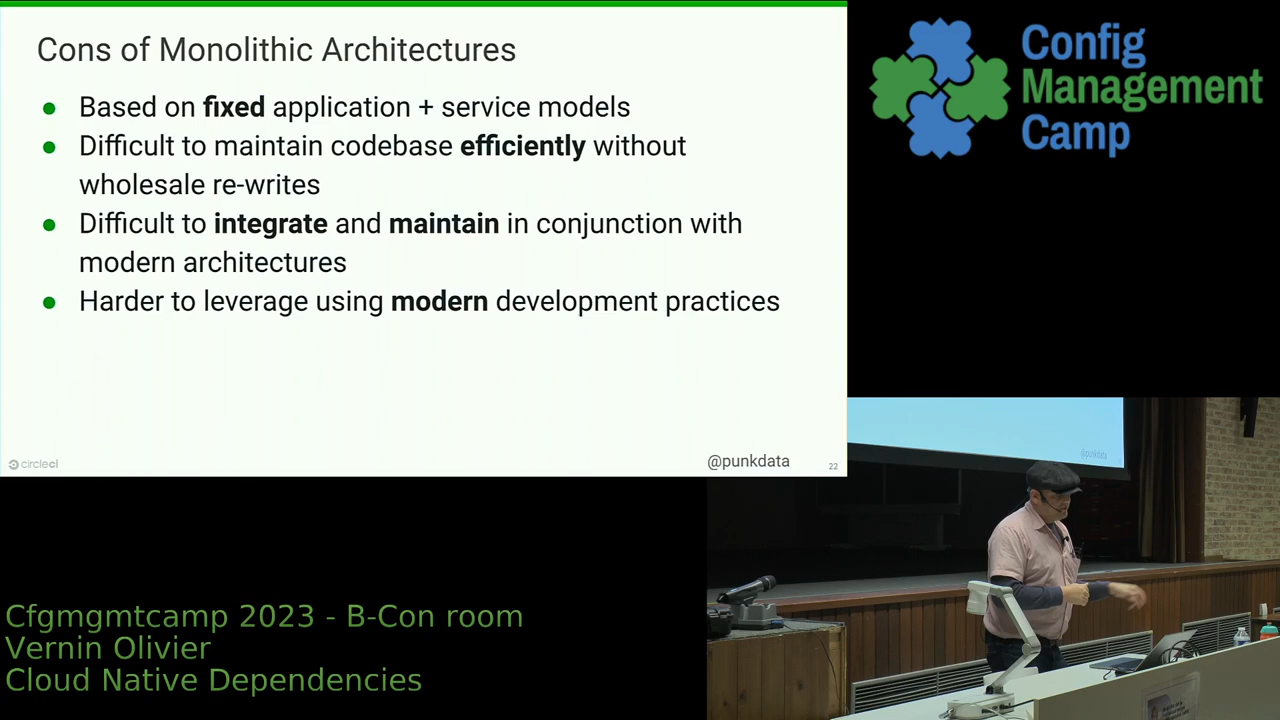 Cons of Monolithic Architectures
Based on fixed application + service models
Difficult to maintain codebase efficiently without
wholesale re-writes
Difficult to integrate and maintain in conjunction with
modern architectures
Harder to leverage using modern development practices
circleci
@punkdata
22
Config
Management
Camp
@punkdata
Cfgmgmtcamp 2023 - B-Con room
Vernin Olivier
Cloud Native Dependencies